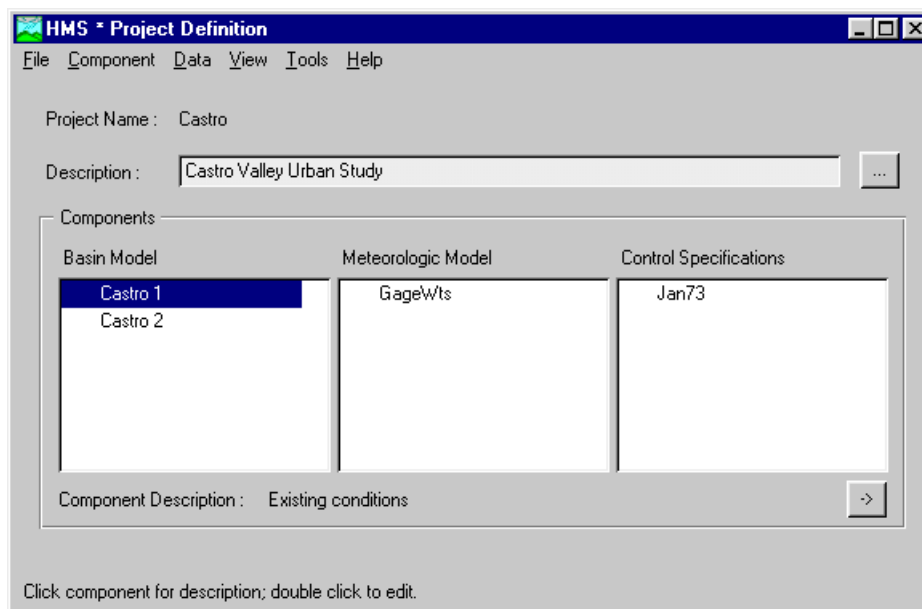 HMS * Project Definition
File Component Data View Tools Help
Project Name : Castro
Description : Castro Valley Urban Study ...
Components
Basin Model Meteorologic Model Control Specifications
Castro 1 GageWts Jan73
Castro 2
Component Description : Existing conditions ->
Click component for description; double click to edit.